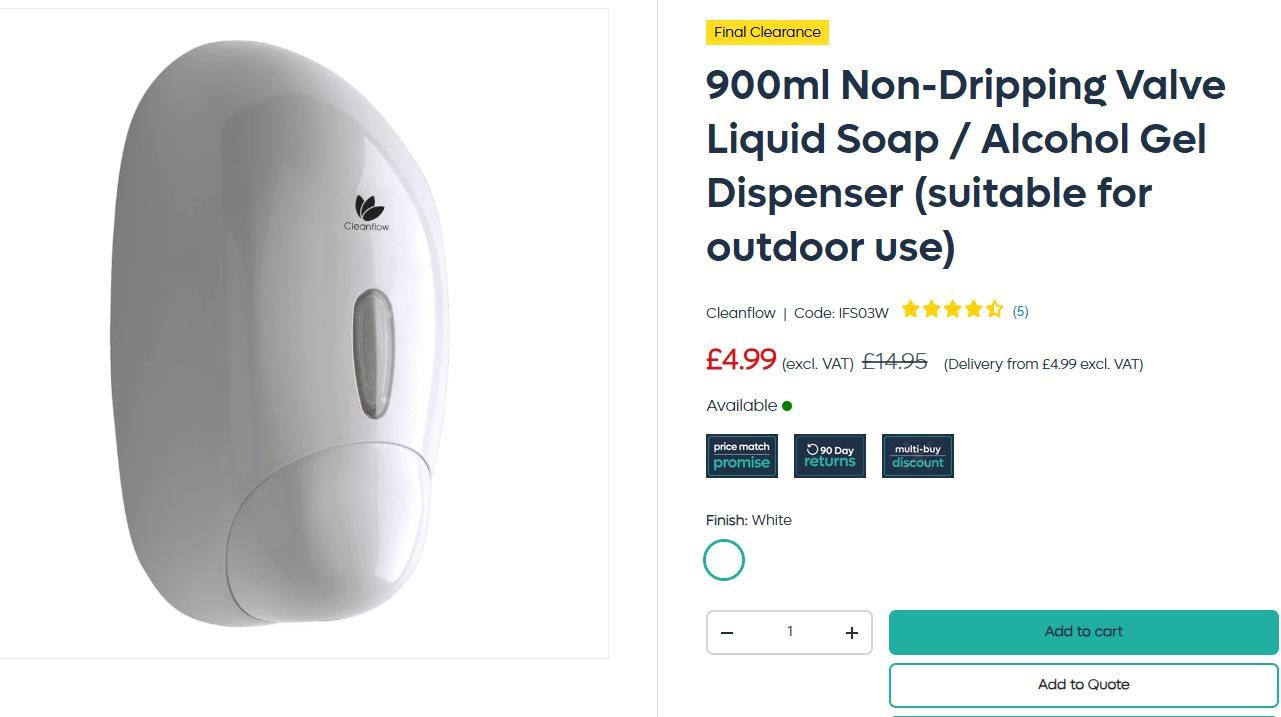 Cleanflow
Final Clearance
900ml Non-Dripping Valve
Liquid Soap / Alcohol Gel
Dispenser (suitable for
outdoor use)
Cleanflow | Code: IFS03W (5)
£4.99 (excl. VAT) £14.95 (Delivery from £4.99 excl. VAT)
Available
price match
promise
90 Day
returns
multi-buy
discount
Finish: White
− 1 +
Add to cart
Add to Quote